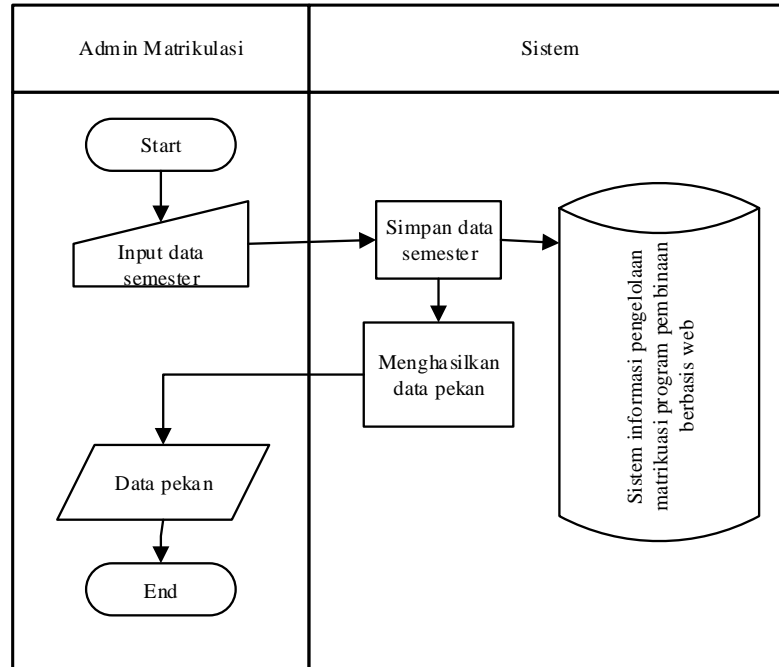 Admin Matrikulasi
Sistem
Start
Input data
semester
Simpan data
semester
Sistem informasi pengelolaan
matrikuasi program pembinaan
berbasis web
Menghasilkan
data pekan
Data pekan
End